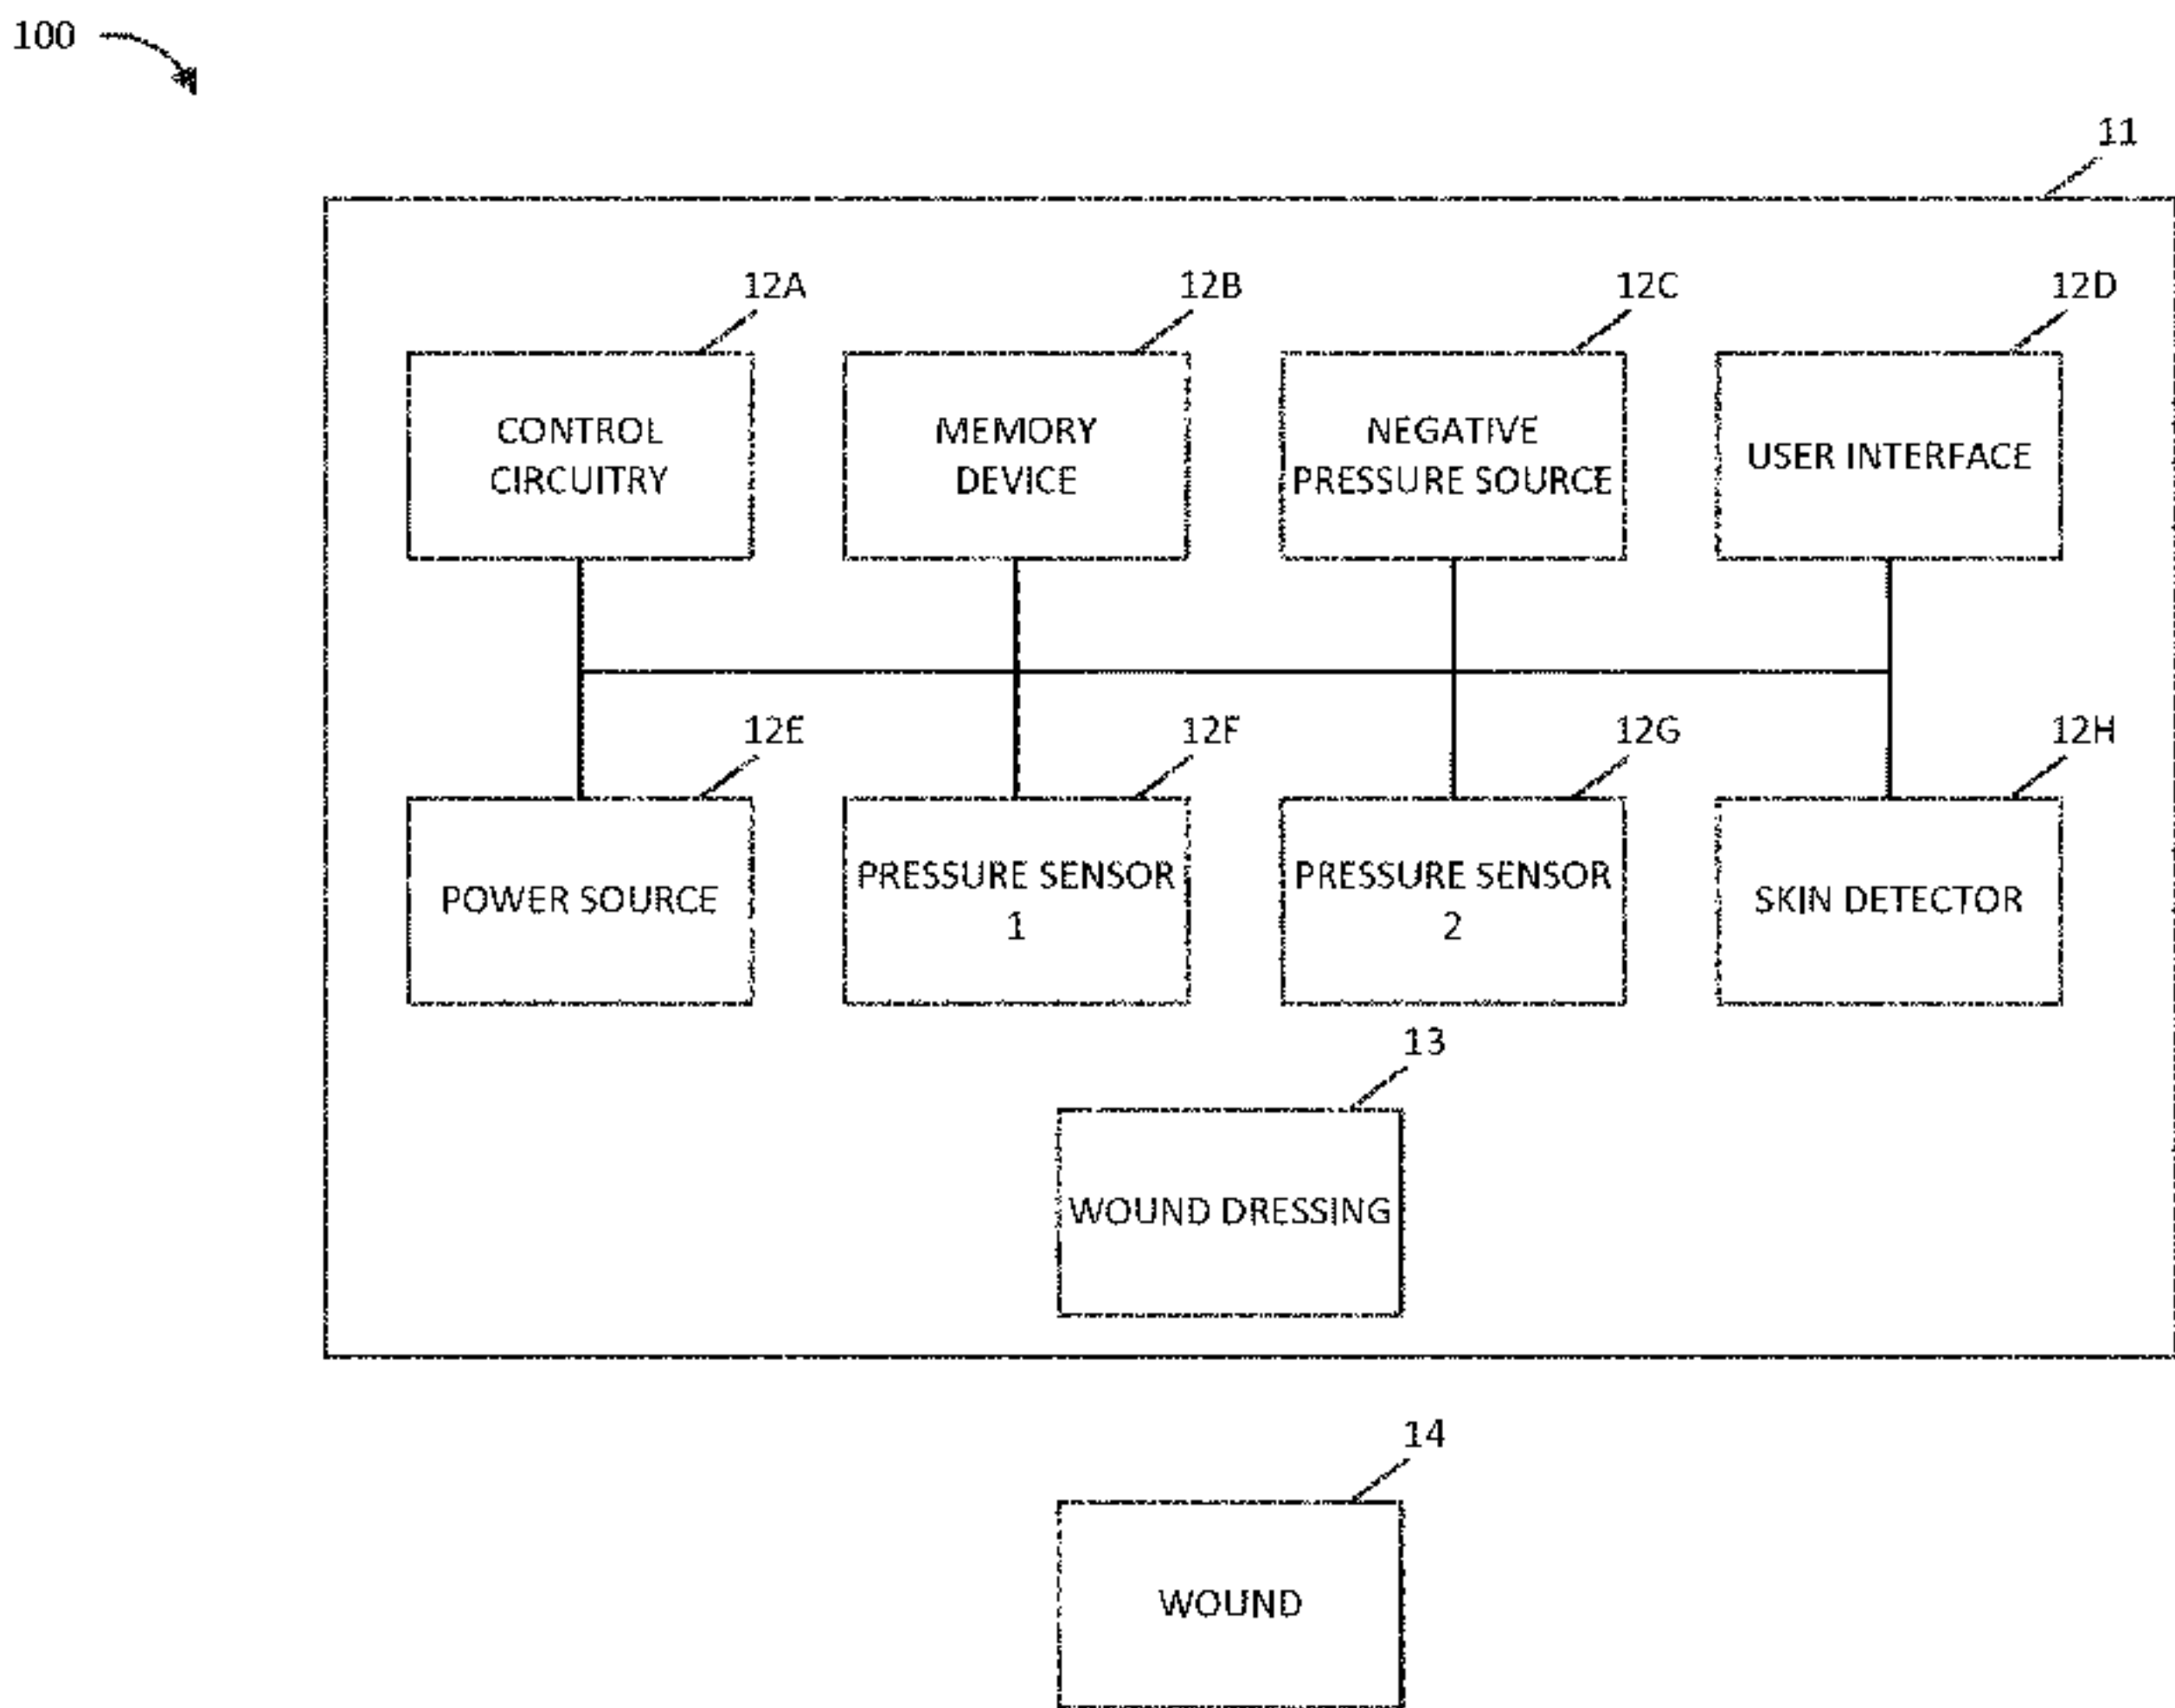 100
11
12A
12B
12C
12D
CONTROL
CIRCUITRY
MEMORY
DEVICE
NEGATIVE
PRESSURE SOURCE
USER INTERFACE
12E
12F
12G
12H
POWER SOURCE
PRESSURE SENSOR
1
PRESSURE SENSOR
2
SKIN DETECTOR
13
WOUND DRESSING
14
WOUND